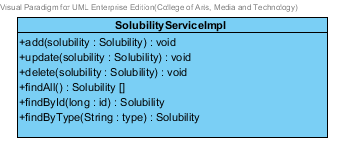 Visual Paradigm for UML Enterprise Edition(College of Arts, Media and Technology)
SolubilityServiceImpl
+add(solubility : Solubility) : void
+update(solubility : Solubility) : void
+delete(solubility : Solubility) : void
+findAll() : Solubility []
+findById(long : id) : Solubility
+findByType(String : type) : Solubility